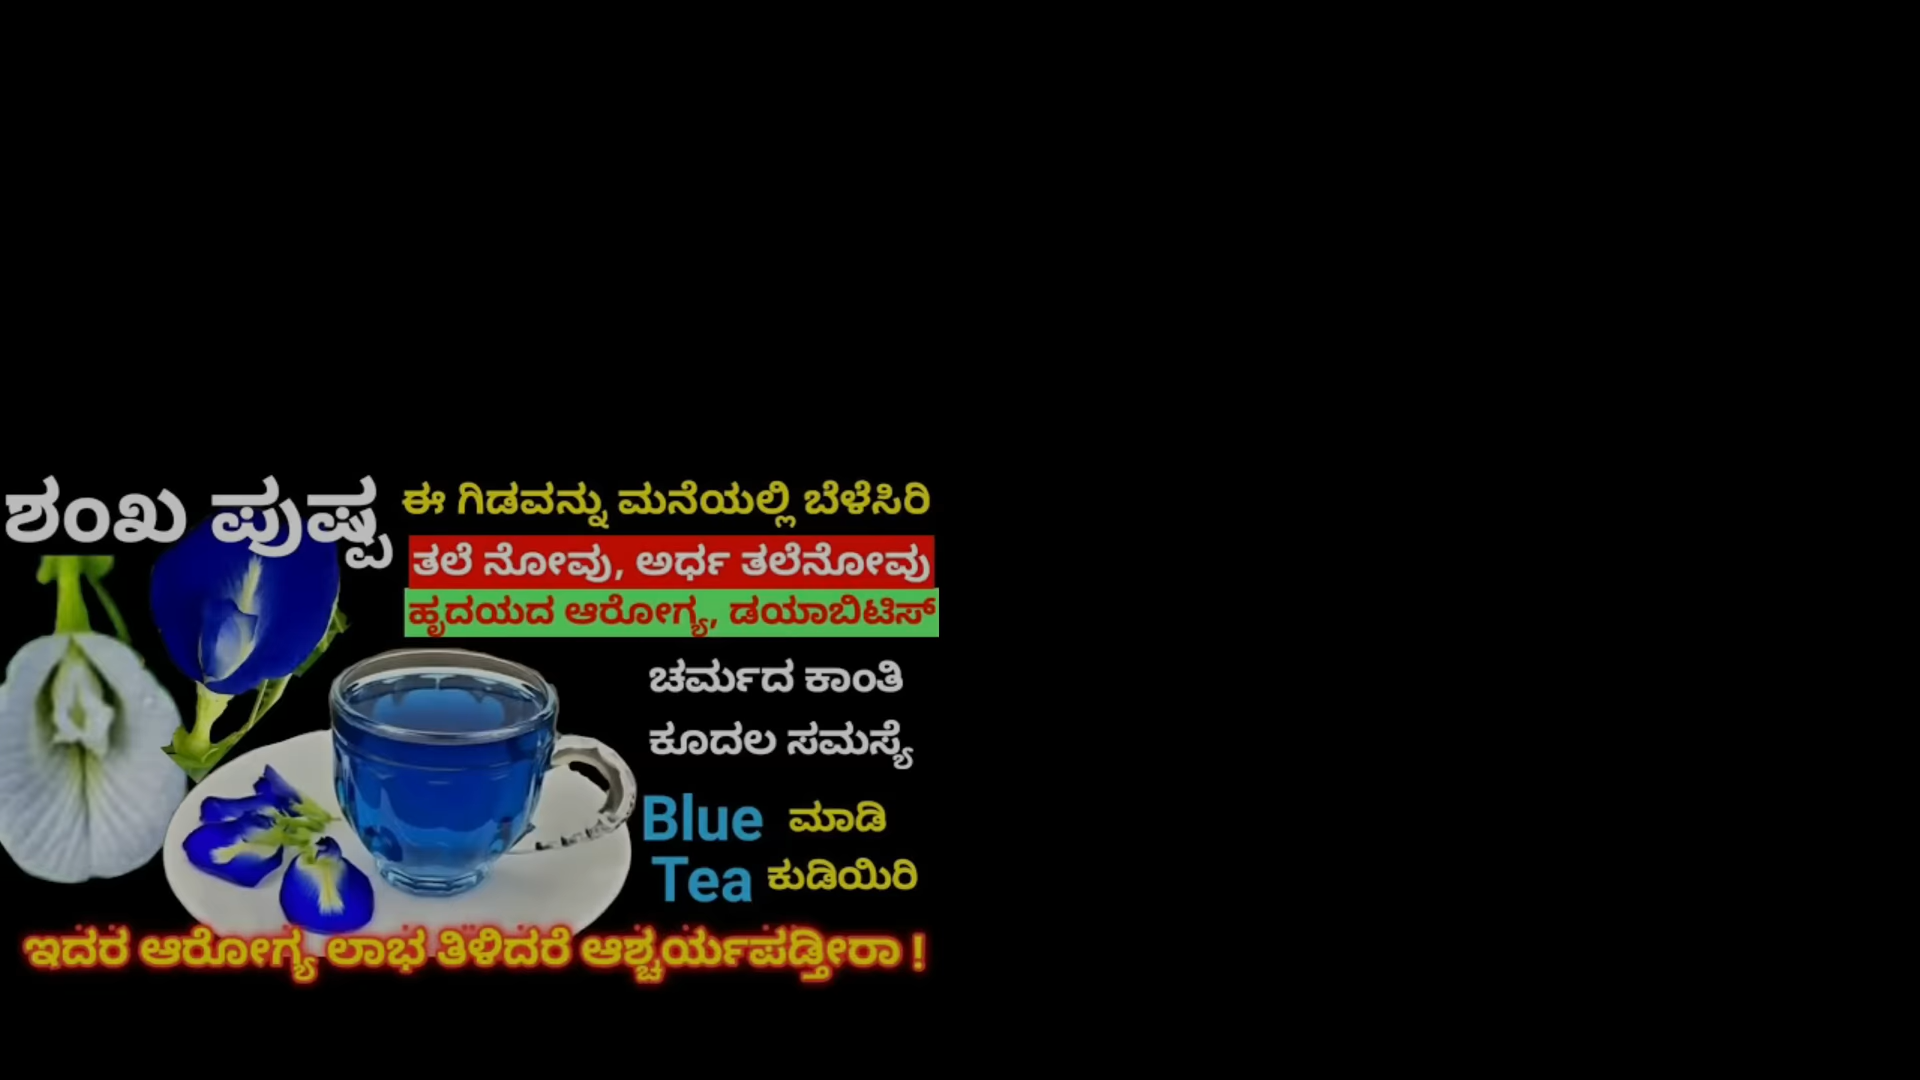 ಶಂಖ ಪುಷ್ಪ
ಈ ಗಿಡವನ್ನು ಮನೆಯಲ್ಲಿ ಬೆಳೆಸಿರಿ
ತಲೆ ನೋವು, ಅರ್ಧ ತಲೆನೋವು
ಹೃದಯದ ಆರೋಗ್ಯ, ಡಯಾಬಿಟಿಸ್
ಚರ್ಮದ ಕಾಂತಿ
ಕೂದಲ ಸಮಸ್ಯೆ
Blue ಮಾಡಿ
Tea ಕುಡಿಯಿರಿ
ಇದರ ಆರೋಗ್ಯ ಲಾಭ ತಿಳಿದರೆ ಆಶ್ಚರ್ಯಪಡ್ತೀರಾ !